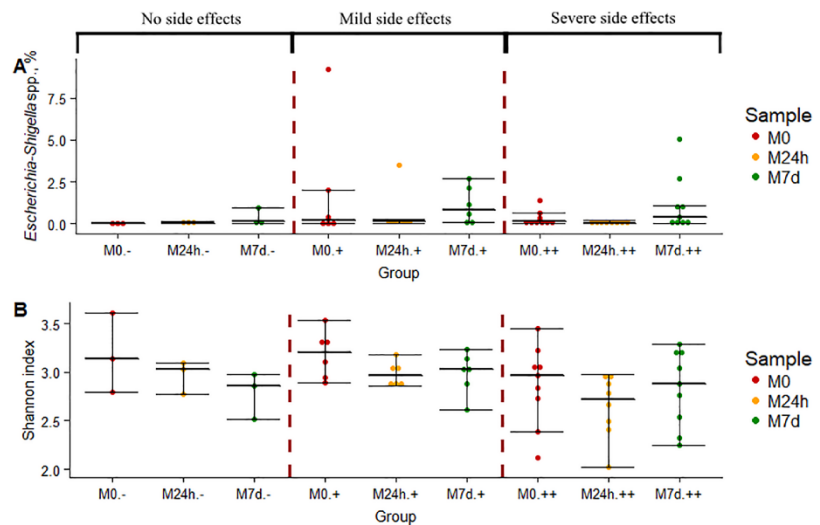 No side effects Mild side effects Severe side effects
A
Escherichia-Shigella spp., %
7.5
5.0
2.5
0.0
M0.- M24h.- M7d.- M0.+ M24h.+ M7d.+ M0.++ M24h.++ M7d.++
Group
Sample
M0
M24h
M7d
B
Shannon index
3.5
3.0
2.5
2.0
M0.- M24h.- M7d.- M0.+ M24h.+ M7d.+ M0.++ M24h.++ M7d.++
Group
Sample
M0
M24h
M7d